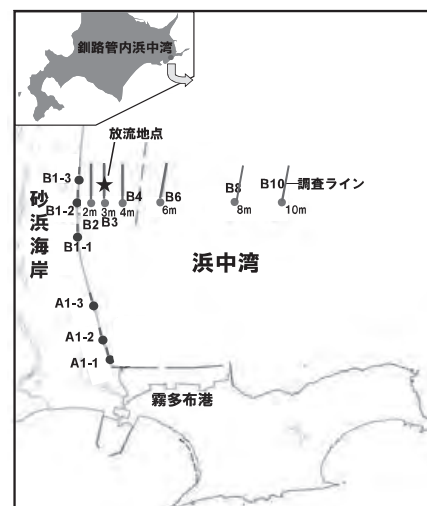 釧路管内浜中湾
放流地点
B1-3
B1-2
B1-1
砂浜海岸
B2
B3
B4
B6
B8
B10
調査ライン
2m
3m
4m
6m
8m
10m
浜中湾
A1-3
A1-2
A1-1
霧多布港